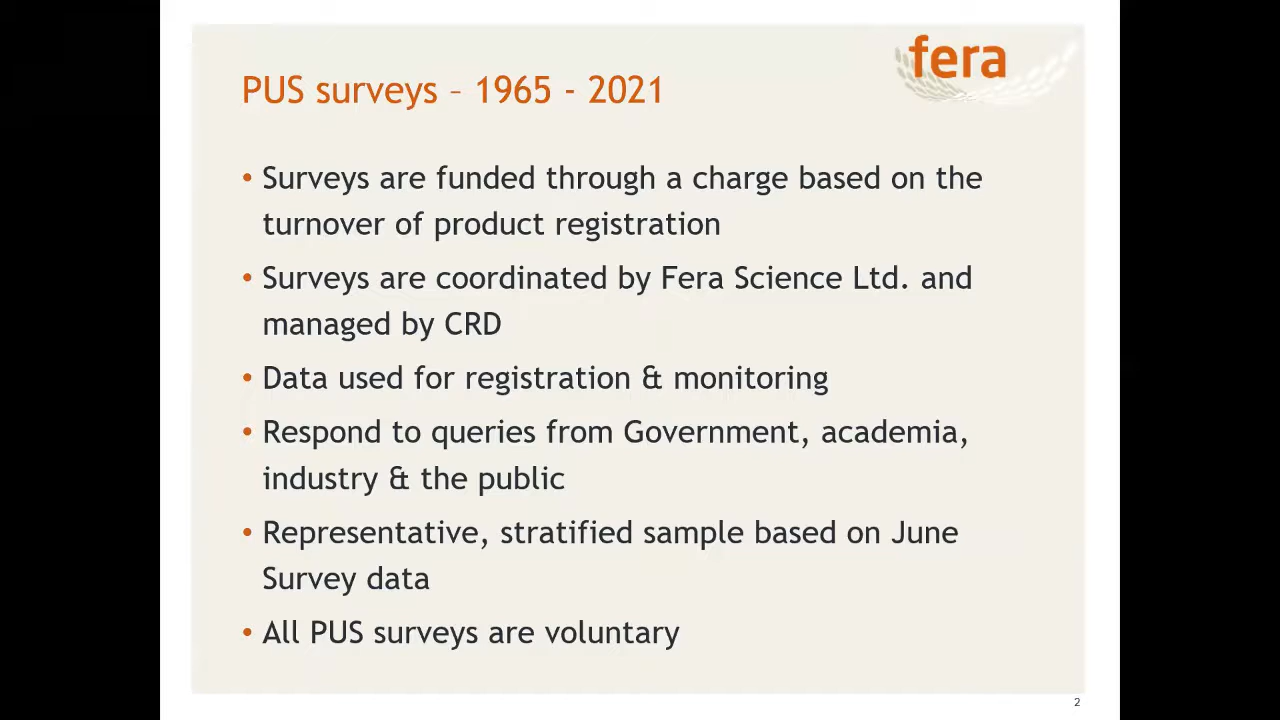 fera
PUS surveys – 1965 - 2021
• Surveys are funded through a charge based on the
turnover of product registration
• Surveys are coordinated by Fera Science Ltd. and
managed by CRD
• Data used for registration & monitoring
• Respond to queries from Government, academia,
industry & the public
• Representative, stratified sample based on June
Survey data
• All PUS surveys are voluntary
2